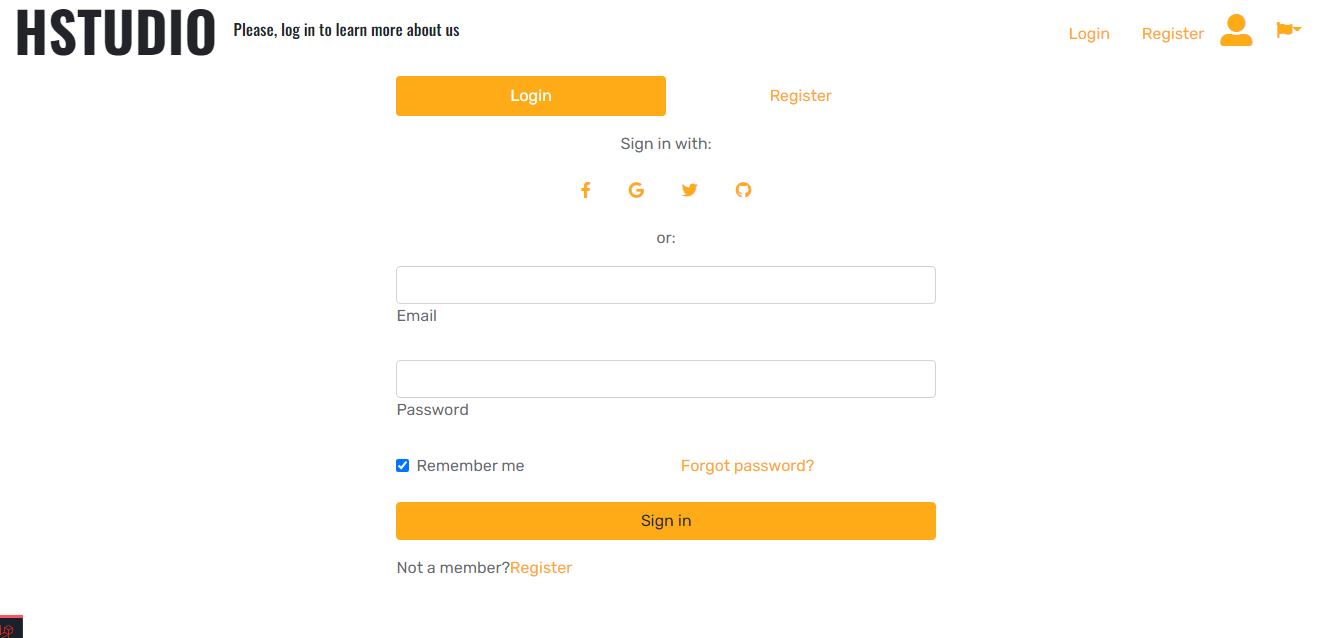 HSTUDIO Please, log in to learn more about us Login Register
Login Register
Sign in with:
or:
Email
Password
Remember me Forgot password?
Sign in
Not a member?Register